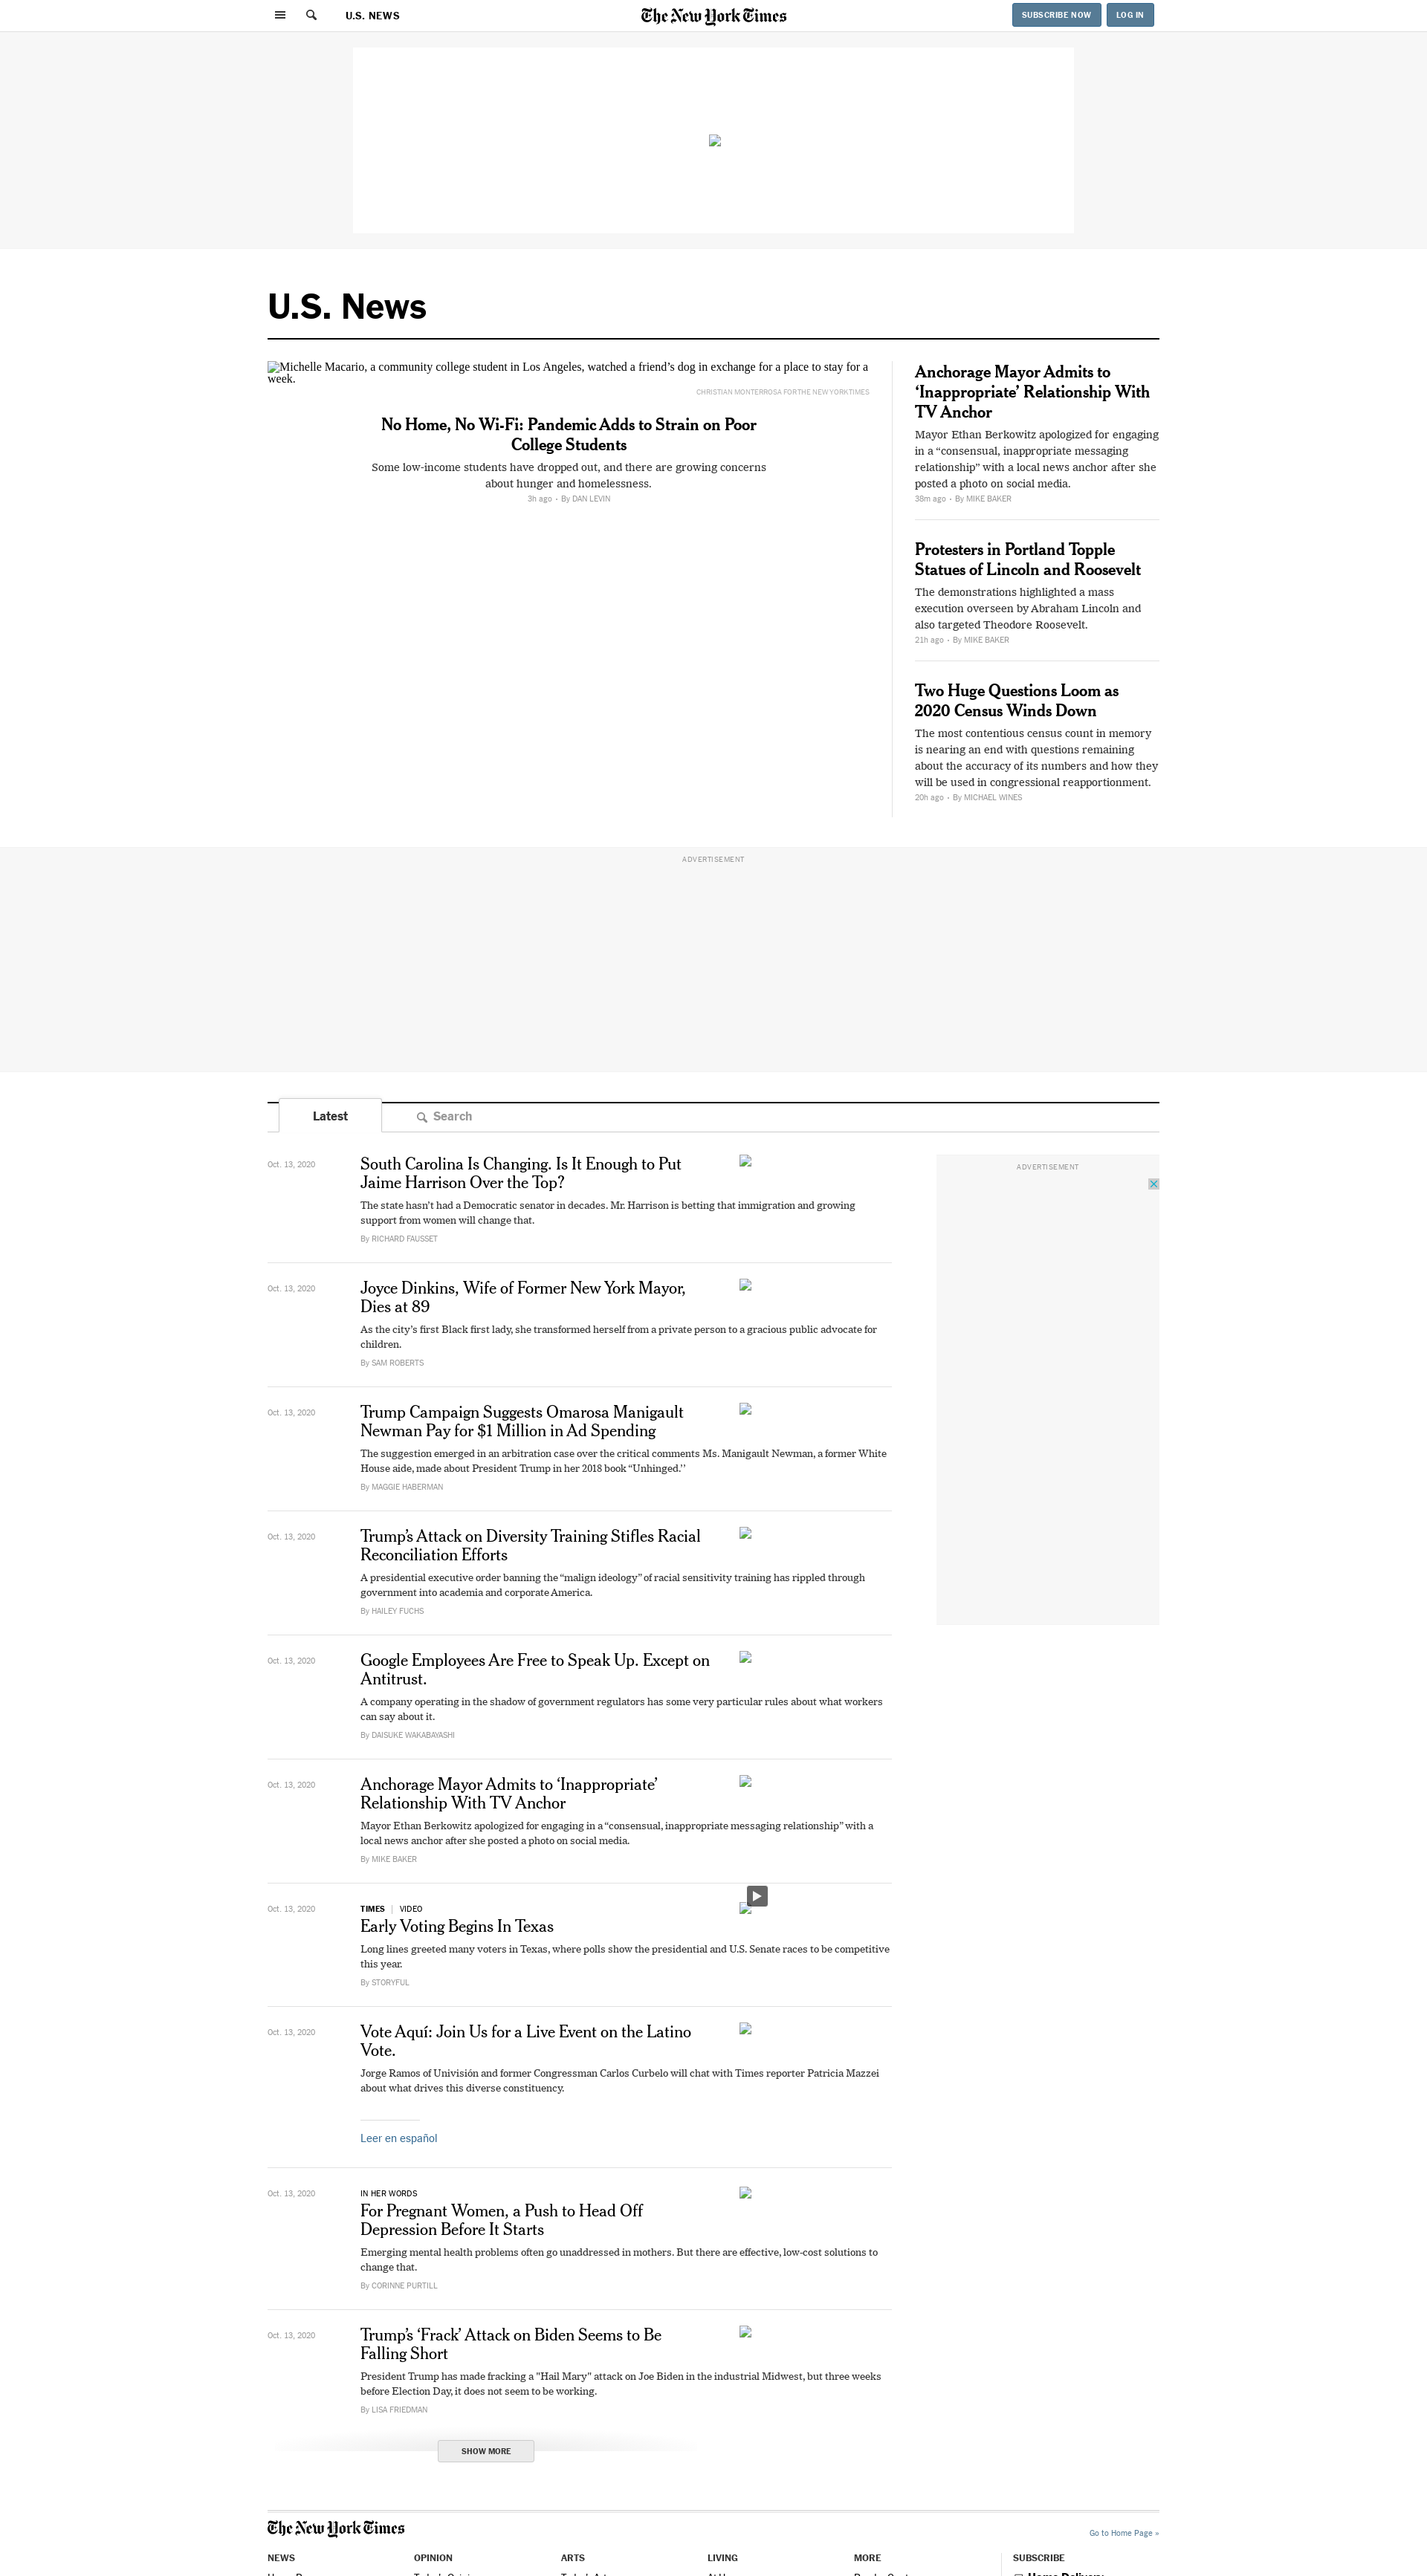 U.S. NEWS
The New York Times
SUBSCRIBE NOW
LOG IN
U.S. News
Michelle Macario, a community college student in Los Angeles, watched a friend’s dog in exchange for a place to stay for a
week.
CHRISTIAN MONTERROSA FOR THE NEW YORK TIMES
No Home, No Wi-Fi: Pandemic Adds to Strain on Poor
College Students
Some low-income students have dropped out, and there are growing concerns
about hunger and homelessness.
3h ago • By DAN LEVIN
Anchorage Mayor Admits to
‘Inappropriate’ Relationship With
TV Anchor
Mayor Ethan Berkowitz apologized for engaging
in a “consensual, inappropriate messaging
relationship” with a local news anchor after she
posted a photo on social media.
38m ago • By MIKE BAKER
Protesters in Portland Topple
Statues of Lincoln and Roosevelt
The demonstrations highlighted a mass
execution overseen by Abraham Lincoln and
also targeted Theodore Roosevelt.
21h ago • By MIKE BAKER
Two Huge Questions Loom as
2020 Census Winds Down
The most contentious census count in memory
is nearing an end with questions remaining
about the accuracy of its numbers and how they
will be used in congressional reapportionment.
20h ago • By MICHAEL WINES
ADVERTISEMENT
Latest
Search
Oct. 13, 2020
South Carolina Is Changing. Is It Enough to Put
Jaime Harrison Over the Top?
The state hasn’t had a Democratic senator in decades. Mr. Harrison is betting that immigration and growing
support from women will change that.
By RICHARD FAUSSET
ADVERTISEMENT
Oct. 13, 2020
Joyce Dinkins, Wife of Former New York Mayor,
Dies at 89
As the city’s first Black first lady, she transformed herself from a private person to a gracious public advocate for
children.
By SAM ROBERTS
Oct. 13, 2020
Trump Campaign Suggests Omarosa Manigault
Newman Pay for $1 Million in Ad Spending
The suggestion emerged in an arbitration case over the critical comments Ms. Manigault Newman, a former White
House aide, made about President Trump in her 2018 book “Unhinged.’’
By MAGGIE HABERMAN
Oct. 13, 2020
Trump’s Attack on Diversity Training Stifles Racial
Reconciliation Efforts
A presidential executive order banning the “malign ideology” of racial sensitivity training has rippled through
government into academia and corporate America.
By HAILEY FUCHS
Oct. 13, 2020
Google Employees Are Free to Speak Up. Except on
Antitrust.
A company operating in the shadow of government regulators has some very particular rules about what workers
can say about it.
By DAISUKE WAKABAYASHI
Oct. 13, 2020
Anchorage Mayor Admits to ‘Inappropriate’
Relationship With TV Anchor
Mayor Ethan Berkowitz apologized for engaging in a “consensual, inappropriate messaging relationship” with a
local news anchor after she posted a photo on social media.
By MIKE BAKER
Oct. 13, 2020
TIMES | VIDEO
Early Voting Begins In Texas
Long lines greeted many voters in Texas, where polls show the presidential and U.S. Senate races to be competitive
this year.
By STORYFUL
Oct. 13, 2020
Vote Aquí: Join Us for a Live Event on the Latino
Vote.
Jorge Ramos of Univisión and former Congressman Carlos Curbelo will chat with Times reporter Patricia Mazzei
about what drives this diverse constituency.
Leer en español
Oct. 13, 2020
IN HER WORDS
For Pregnant Women, a Push to Head Off
Depression Before It Starts
Emerging mental health problems often go unaddressed in mothers. But there are effective, low-cost solutions to
change that.
By CORINNE PURTILL
Oct. 13, 2020
Trump’s ‘Frack’ Attack on Biden Seems to Be
Falling Short
President Trump has made fracking a "Hail Mary" attack on Joe Biden in the industrial Midwest, but three weeks
before Election Day, it does not seem to be working.
By LISA FRIEDMAN
SHOW MORE
The New York Times
Go to Home Page »
NEWS
OPINION
ARTS
LIVING
MORE
SUBSCRIBE